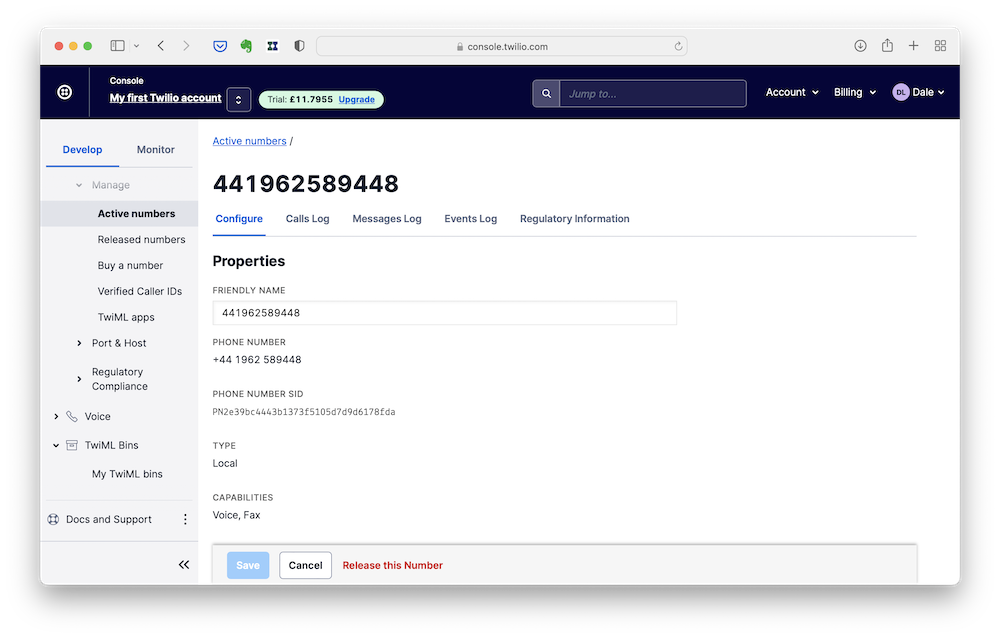 console.twilio.com
Console
My first Twilio account
Trial: £11.7955 Upgrade
Jump to...
Account
Billing
DL Dale
Develop
Monitor
Manage
Active numbers
Released numbers
Buy a number
Verified Caller IDs
TwiML apps
Port & Host
Regulatory
Compliance
Voice
TwiML Bins
My TwiML bins
Docs and Support
Active numbers /
441962589448
Configure
Calls Log
Messages Log
Events Log
Regulatory Information
Properties
FRIENDLY NAME
441962589448
PHONE NUMBER
+44 1962 589448
PHONE NUMBER SID
PN2e39bc4443b1373f5105d7d9d6178fda
TYPE
Local
CAPABILITIES
Voice, Fax
Save
Cancel
Release this Number